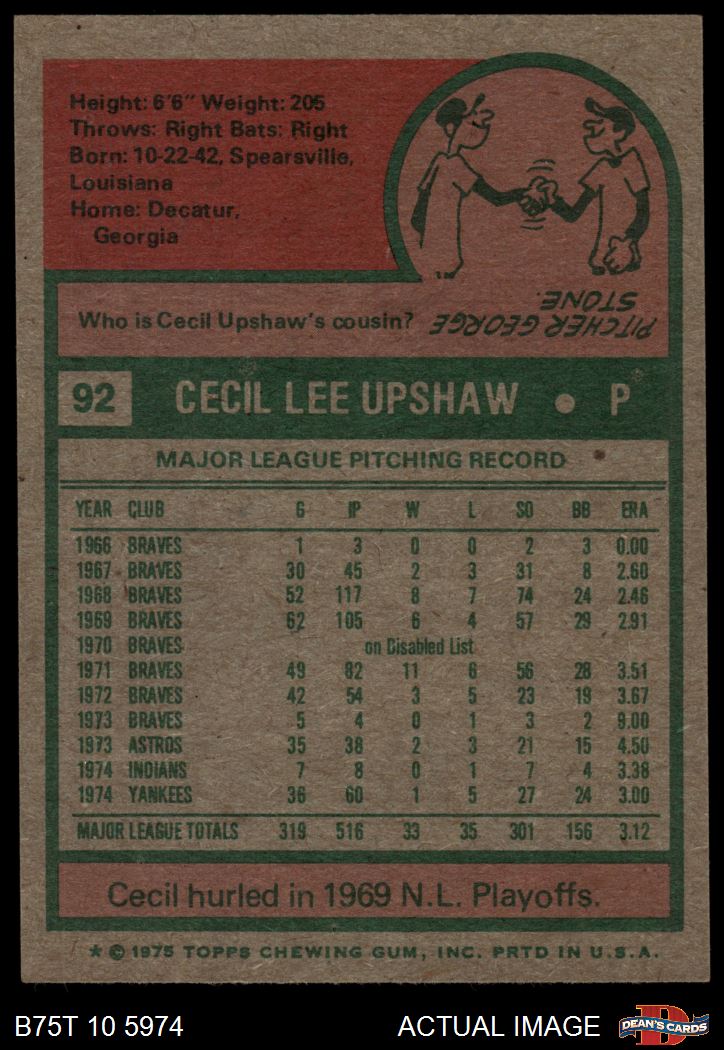 Height: 6'6" Weight: 205
Throws: Right Bats: Right
Born: 10-22-42, Spearsville,
Louisiana
Home: Decatur,
Georgia
Who is Cecil Upshaw's cousin?
PITCHER GEORGE
STONE.
92 CECIL LEE UPSHAW • P
MAJOR LEAGUE PITCHING RECORD
YEAR CLUB G IP W L SO BB ERA
1966 BRAVES 1 3 0 0 2 3 0.00
1967 BRAVES 30 45 2 3 31 8 2.60
1968 BRAVES 52 117 8 7 74 24 2.46
1969 BRAVES 62 105 6 4 57 29 2.91
1970 BRAVES on Disabled List
1971 BRAVES 49 82 11 6 56 28 3.51
1972 BRAVES 42 54 3 5 23 19 3.67
1973 BRAVES 5 4 0 1 3 2 9.00
1973 ASTROS 35 38 2 3 21 15 4.50
1974 INDIANS 7 8 0 1 7 4 3.38
1974 YANKEES 36 60 1 5 27 24 3.00
MAJOR LEAGUE TOTALS 319 516 33 35 301 156 3.12
Cecil hurled in 1969 N.L. Playoffs.
* © 1975 TOPPS CHEWING GUM, INC. PRTD IN U.S.A.
B75T 10 5974 ACTUAL IMAGE D DEAN'S CARDS